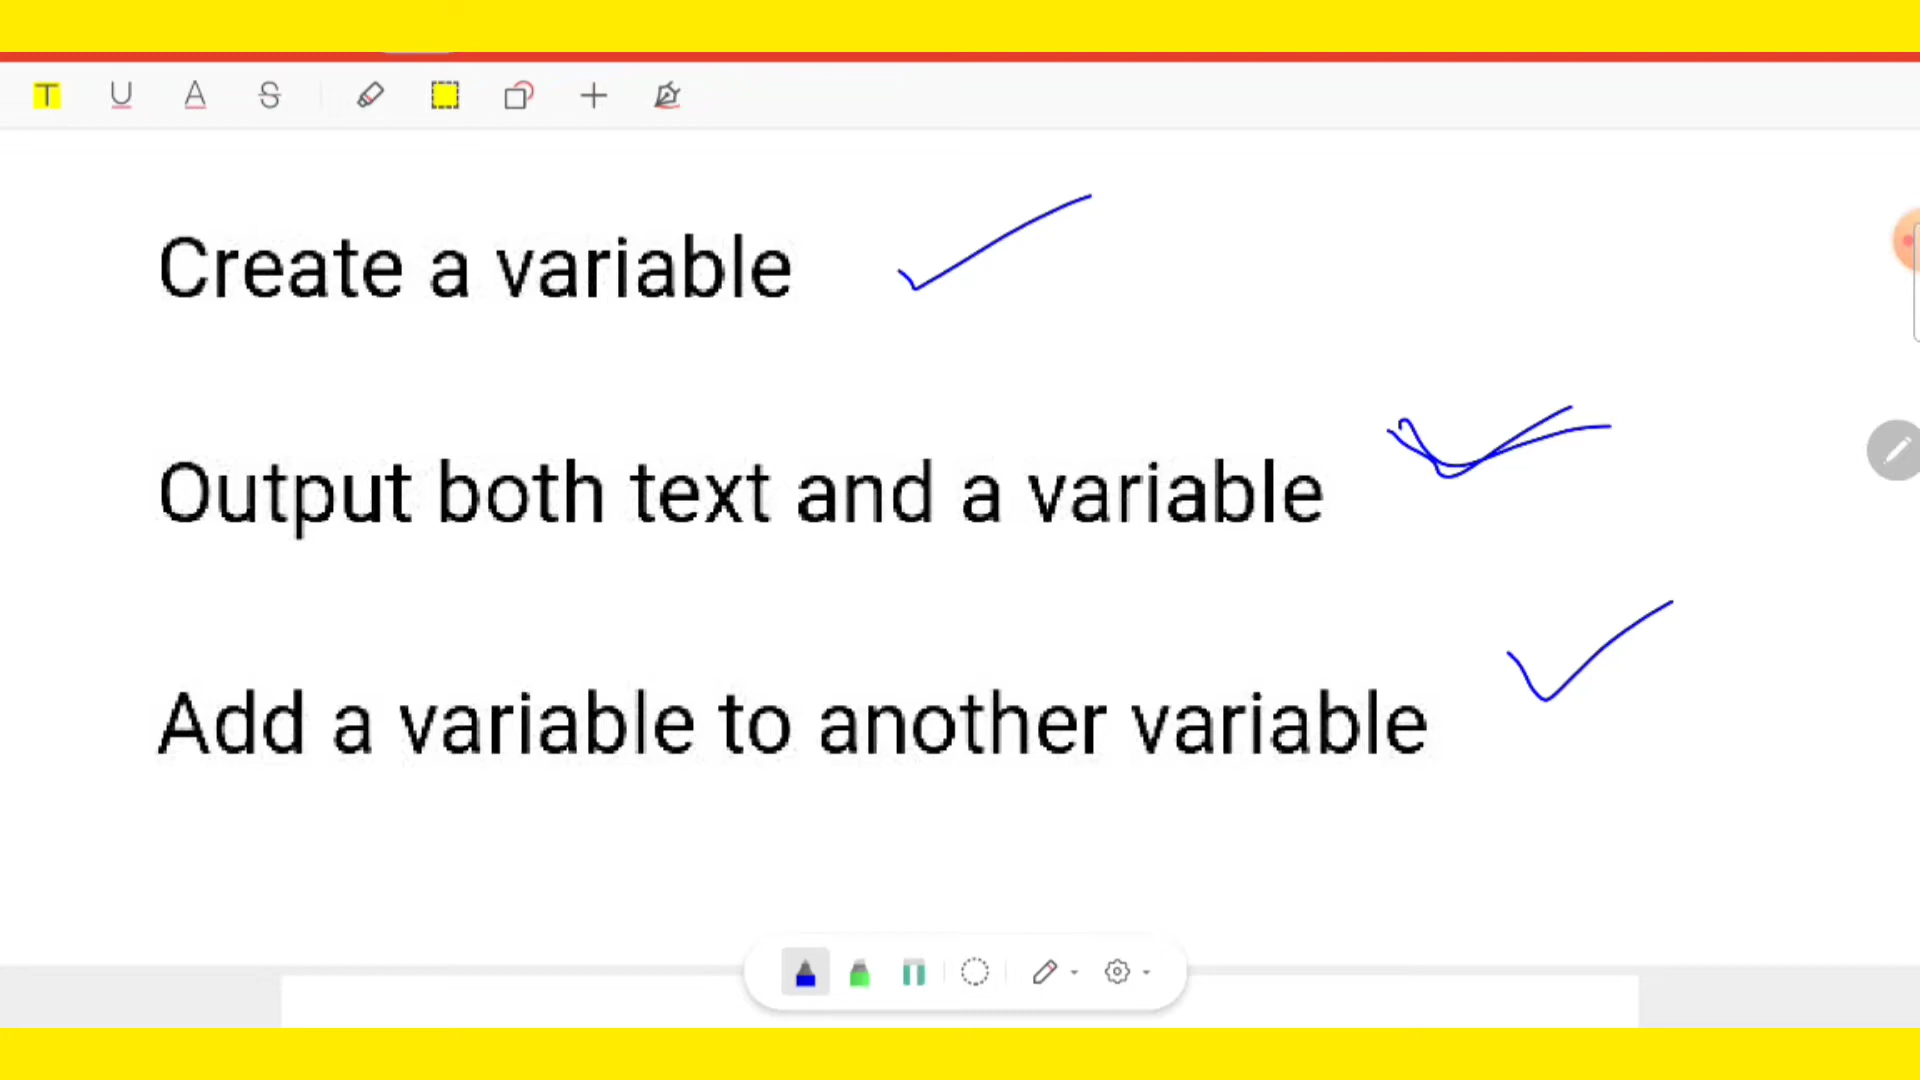 T U A S
Create a variable
Output both text and a variable
Add a variable to another variable